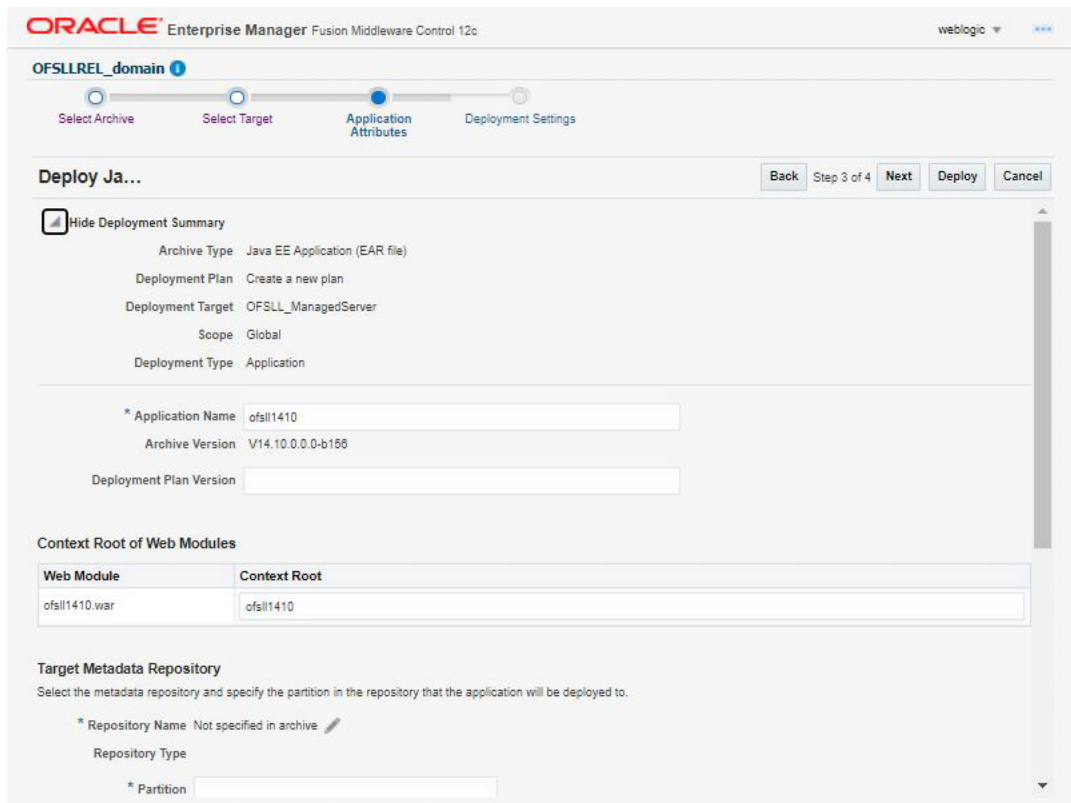 ORACLE® Enterprise Manager Fusion Middleware Control 12c weblogic
OFSLLREL_domain
Select Archive Select Target Application Attributes Deployment Settings
Deploy Ja... Back Step 3 of 4 Next Deploy Cancel
Hide Deployment Summary
Archive Type Java EE Application (EAR file)
Deployment Plan Create a new plan
Deployment Target OFSLL_ManagedServer
Scope Global
Deployment Type Application
* Application Name ofsll1410
Archive Version V14.10.0.0.0-b156
Deployment Plan Version
Context Root of Web Modules
Web Module Context Root
ofsll1410.war ofsll1410
Target Metadata Repository
Select the metadata repository and specify the partition in the repository that the application will be deployed to.
* Repository Name Not specified in archive
Repository Type
* Partition